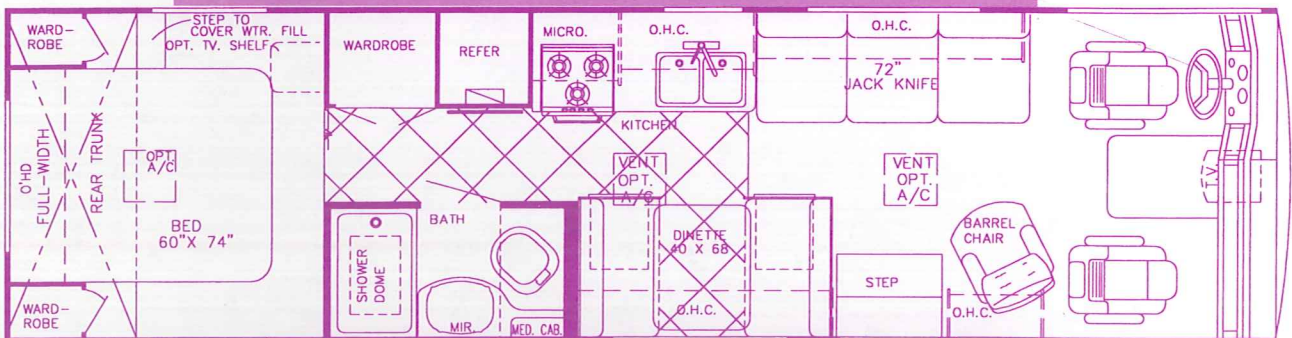 WARD-
ROBE
STEP TO
COVER WTR. FILL
OPT. TV. SHELF
WARDROBE
REFER
MICRO.
O.H.C.
O.H.C.
72"
JACK KNIFE
KITCHEN
O'HD
FULL-WIDTH
REAR TRUNK
OPT.
A/C
BED
60"X 74"
VENT
OPT.
A/C
VENT
OPT.
A/C
T.V.
BATH
SHOWER
DOME
DINETTE
40 X 68
BARREL
CHAIR
STEP
O.H.C.
O.H.C.
WARD-
ROBE
MIR.
MED. CAB.